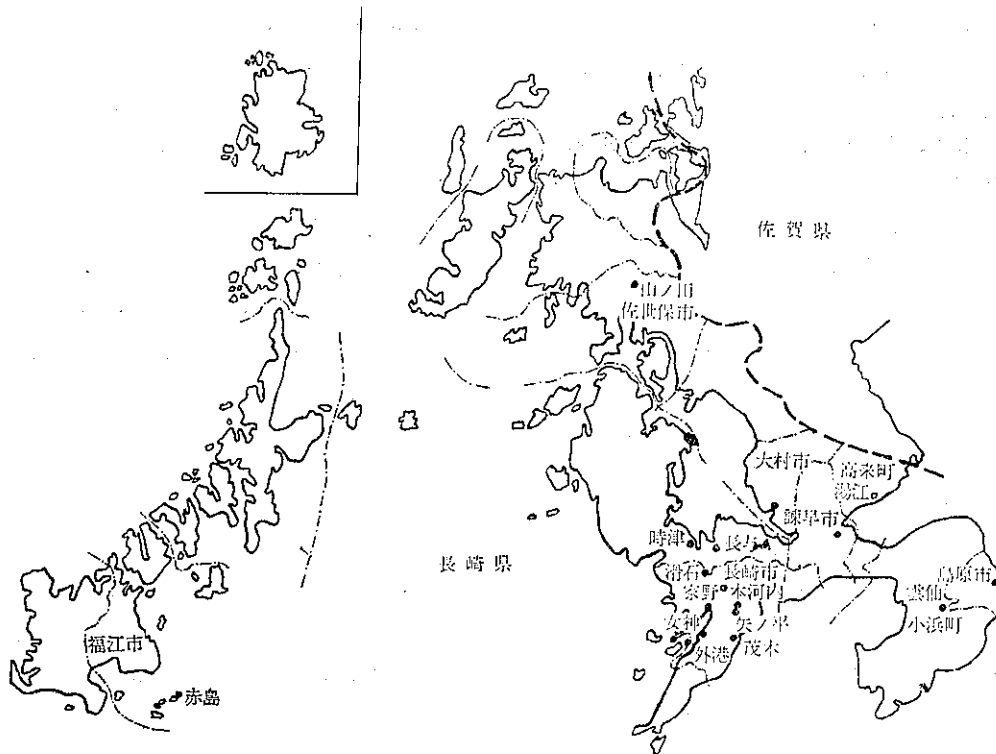 佐賀県
山ノ田
佐世保市
大村市
高来町
湯江
諫早市
時津
長与
長崎県
滑石
長崎市
島原市
家野
本河内
雲仙
女神
矢ノ平
小浜町
福江市
外港
茂木
赤島